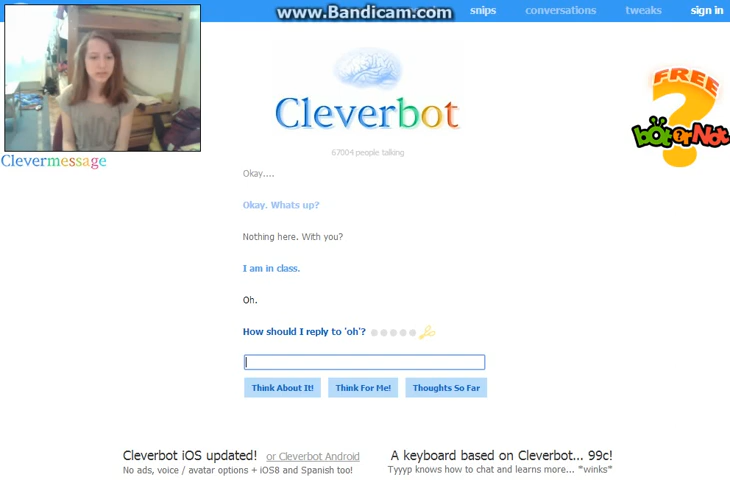 www.Bandicam.com
snips conversations tweaks sign in
Cleverbot
FREE
?
bOt or Not
Clevermessage
67004 people talking
Okay....
Okay. Whats up?
Nothing here. With you?
I am in class.
Oh.
How should I reply to 'oh'?
Think About It! Think For Me! Thoughts So Far
Cleverbot iOS updated! or Cleverbot Android
No ads, voice / avatar options + iOS8 and Spanish too!
A keyboard based on Cleverbot... 99c!
Tyyyp knows how to chat and learns more... *winks*